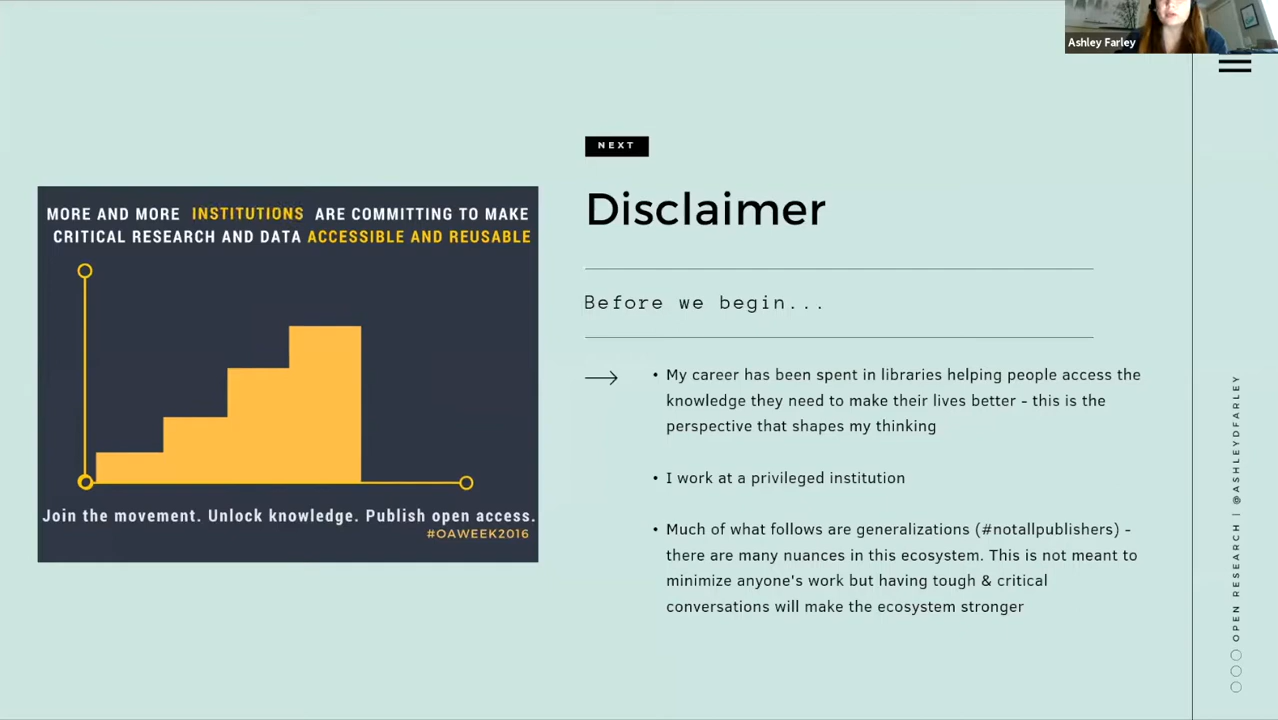 Ashley Farley
NEXT
Disclaimer
Before we begin...
MORE AND MORE INSTITUTIONS ARE COMMITTING TO MAKE
CRITICAL RESEARCH AND DATA ACCESSIBLE AND REUSABLE
Join the movement. Unlock knowledge. Publish open access.
#OAWEEK2016
• My career has been spent in libraries helping people access the
knowledge they need to make their lives better - this is the
perspective that shapes my thinking
• I work at a privileged institution
• Much of what follows are generalizations (#notallpublishers) -
there are many nuances in this ecosystem. This is not meant to
minimize anyone's work but having tough & critical
conversations will make the ecosystem stronger
OPEN RESEARCH | @ASHLEYDFARLEY